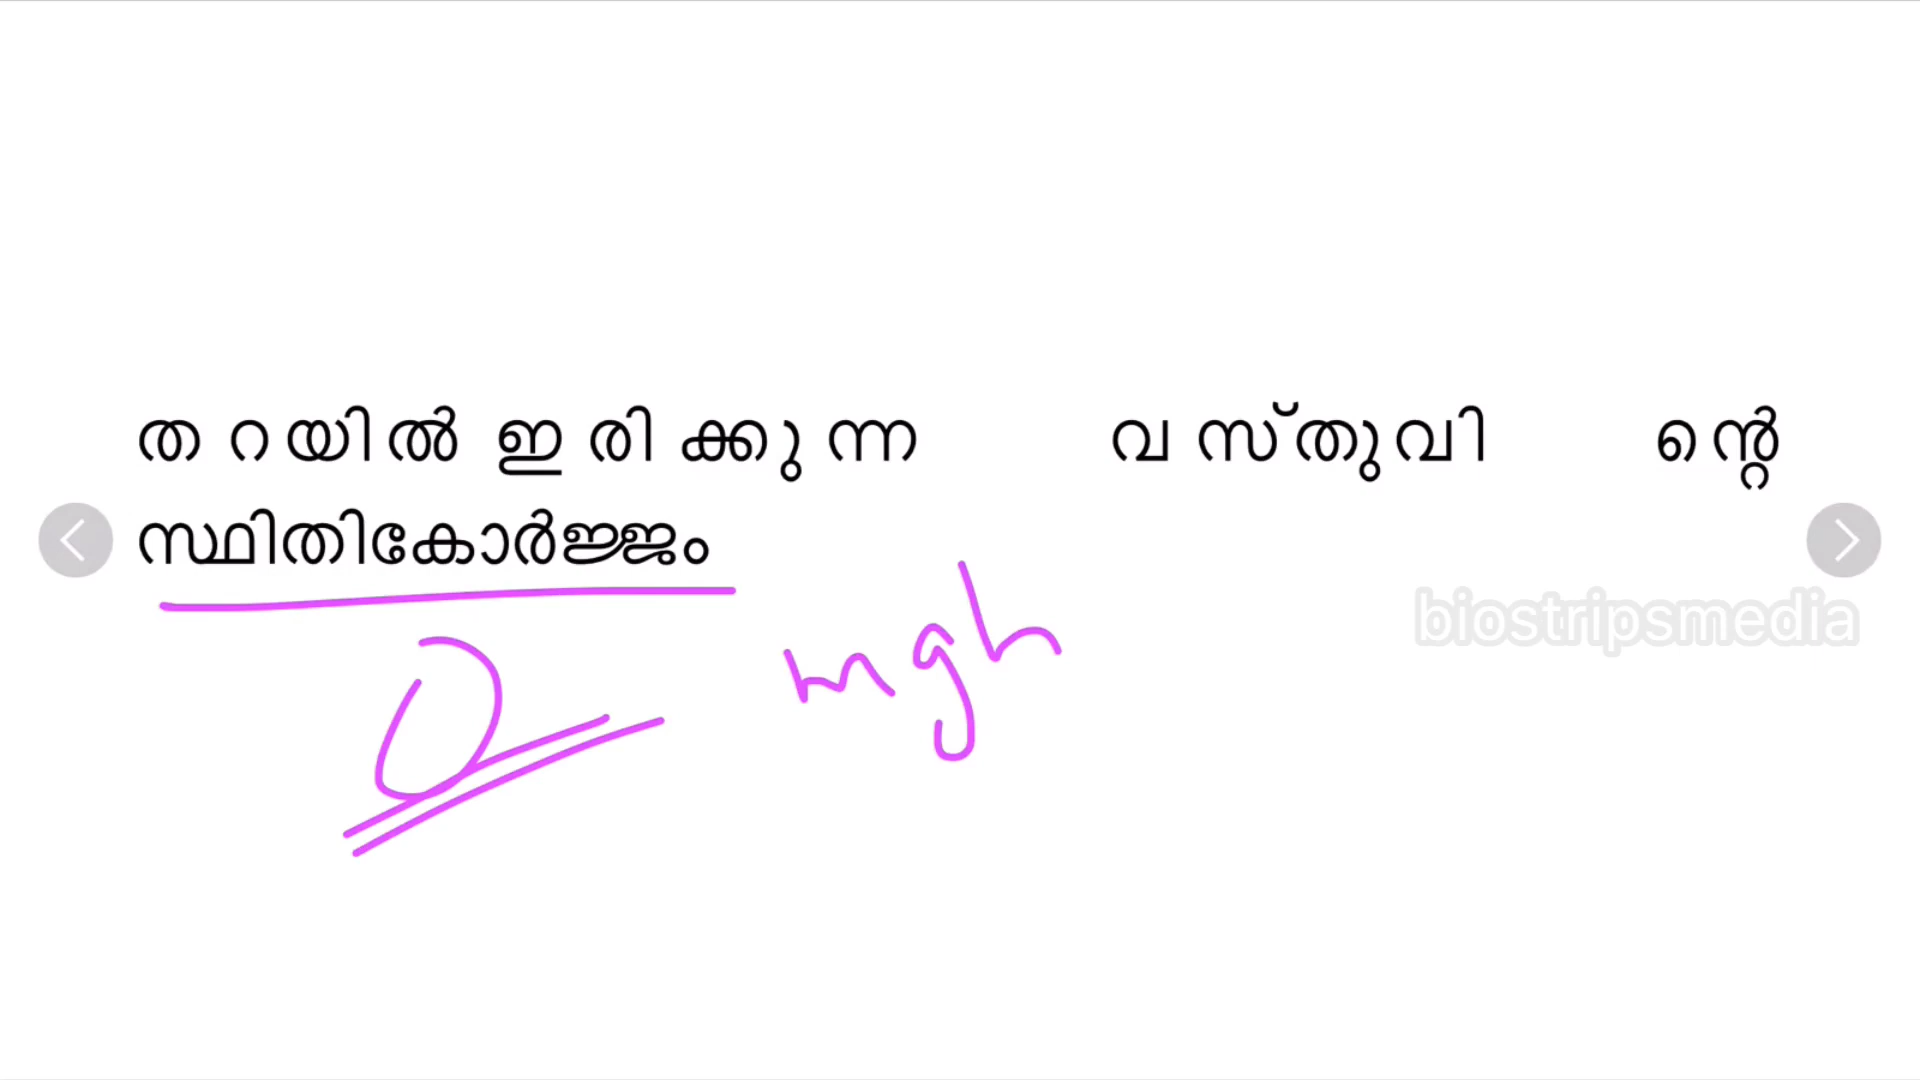 തറയിൽ ഇരിക്കുന്ന വസ്തുവി ന്റെ
സ്ഥിതികോർജ്ജം
biostripsmedia
0 mgh